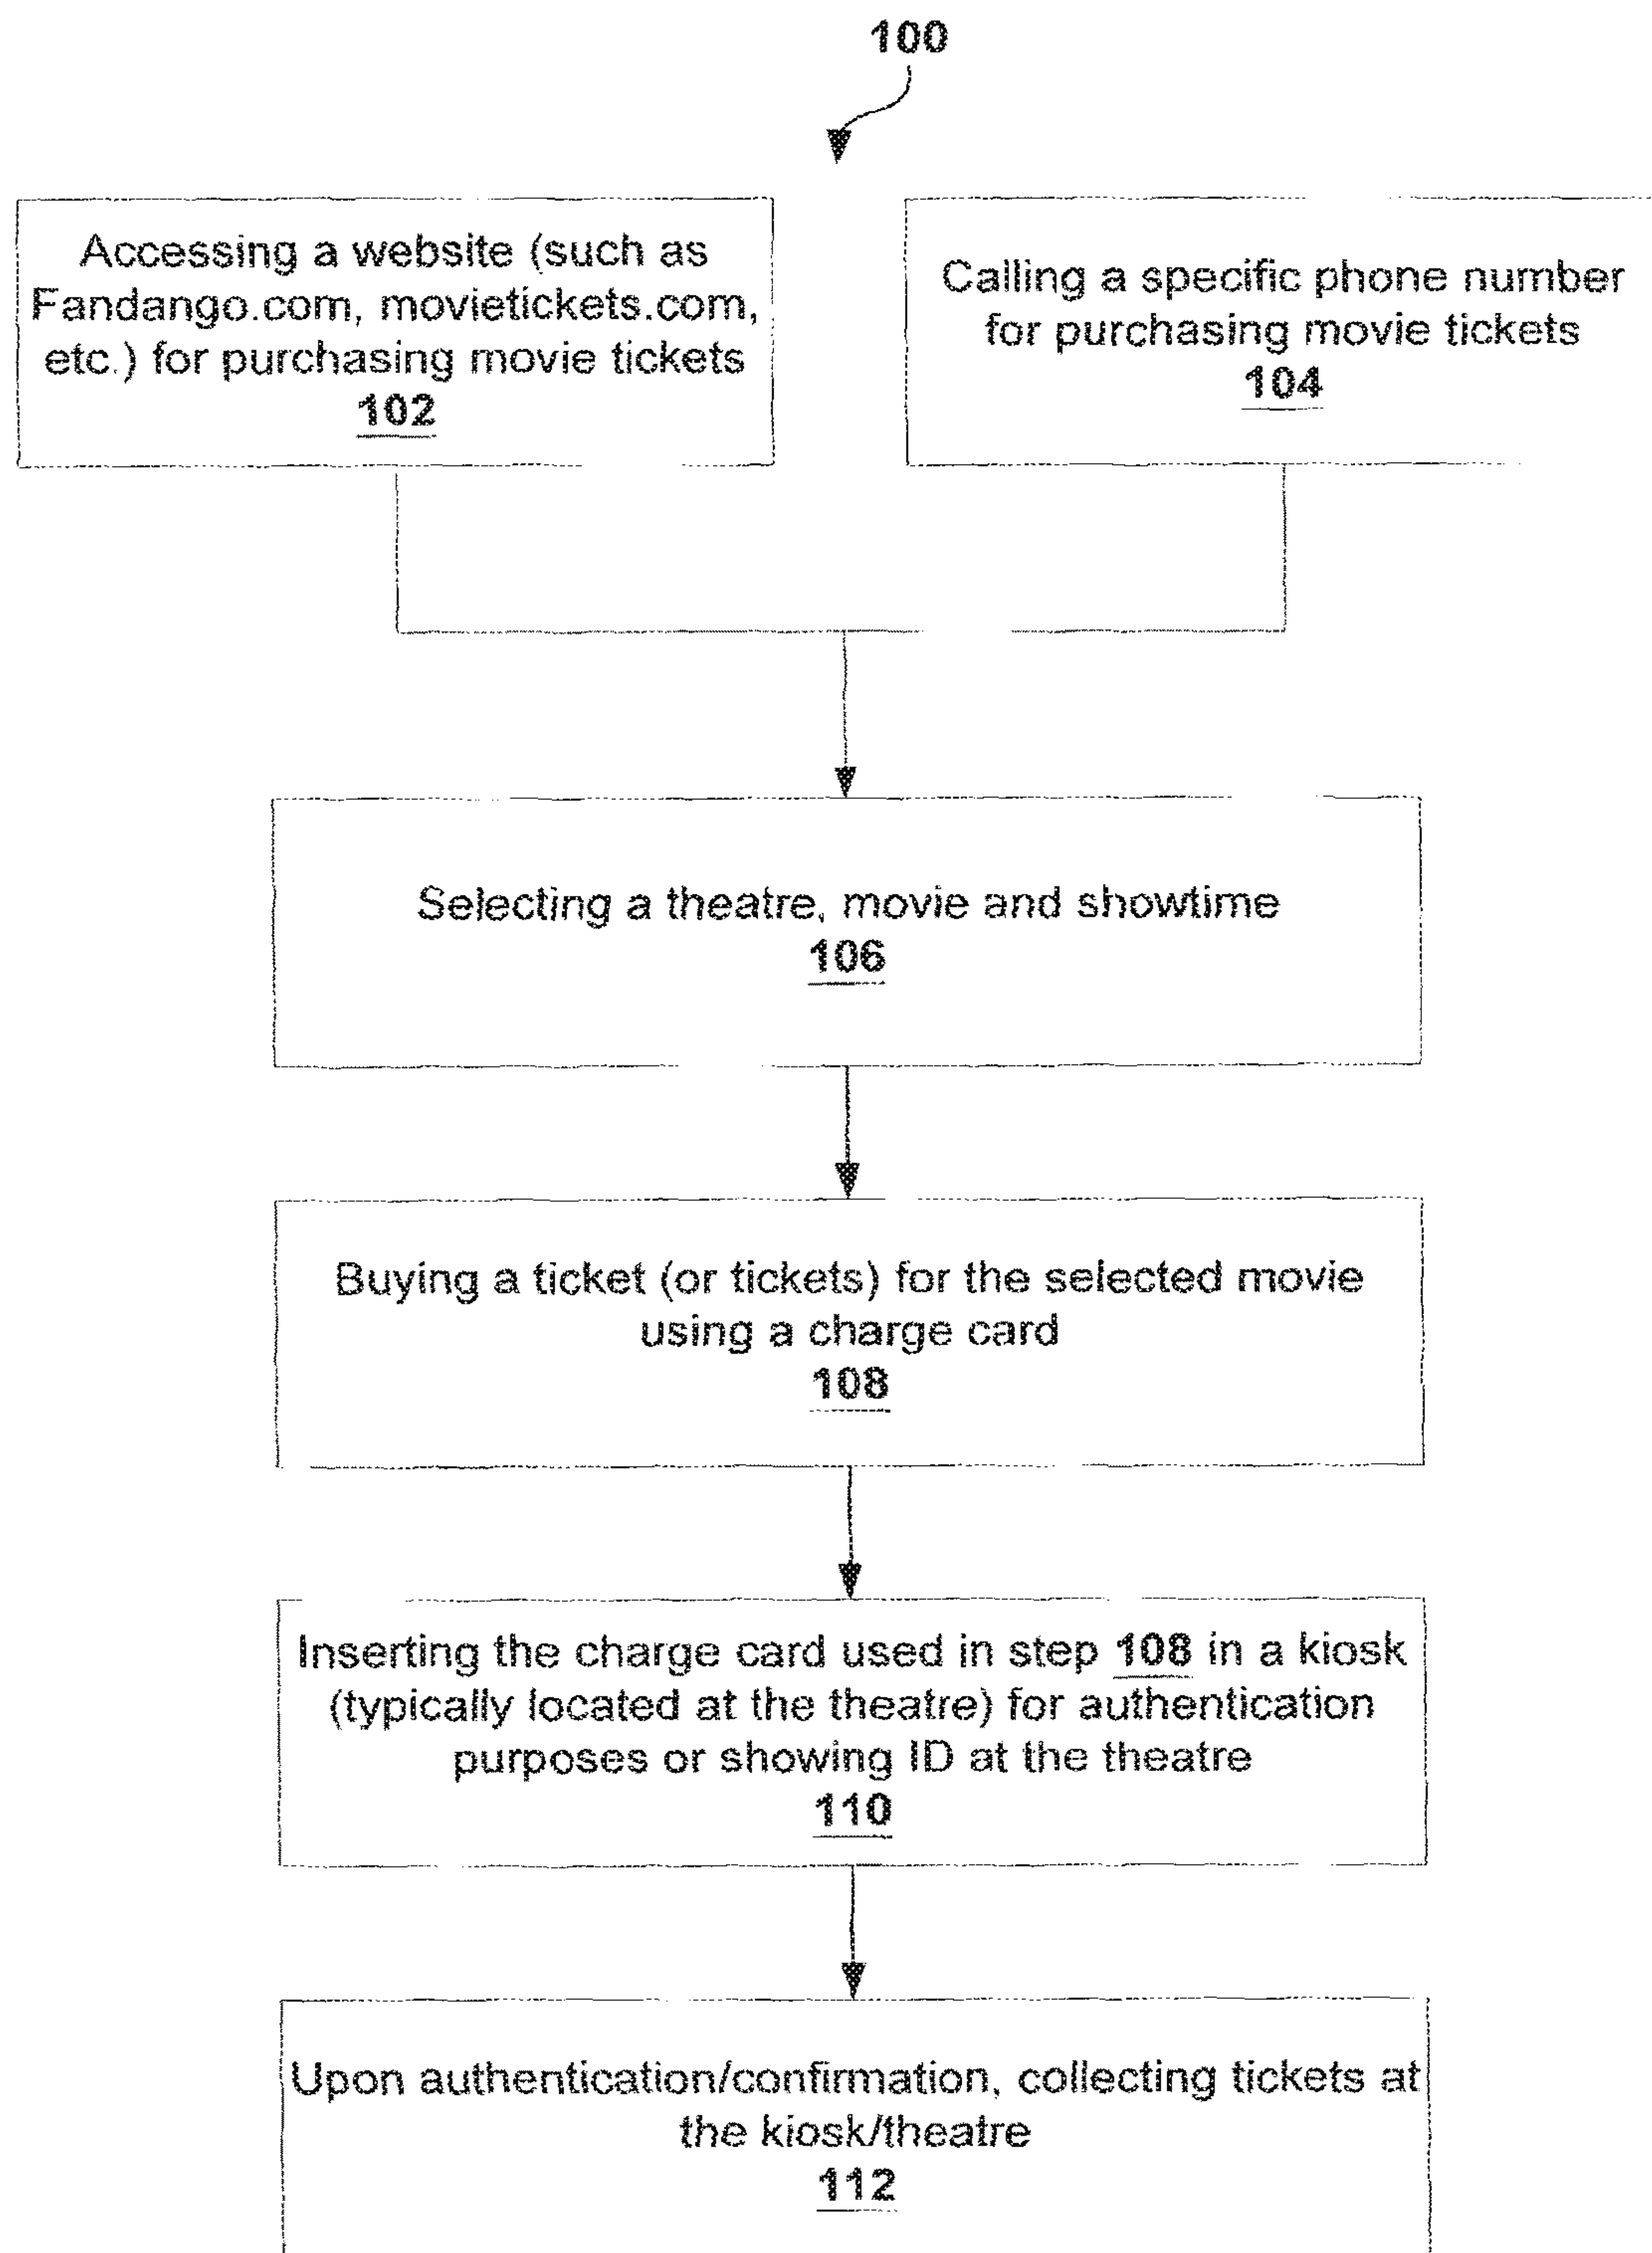 100
Accessing a website (such as
Fandango.com, movietickets.com,
etc.) for purchasing movie tickets
102
Calling a specific phone number
for purchasing movie tickets
104
Selecting a theatre, movie and showtime
106
Buying a ticket (or tickets) for the selected movie
using a charge card
108
Inserting the charge card used in step 108 in a kiosk
(typically located at the theatre) for authentication
purposes or showing ID at the theatre
110
Upon authentication/confirmation, collecting tickets at
the kiosk/theatre
112